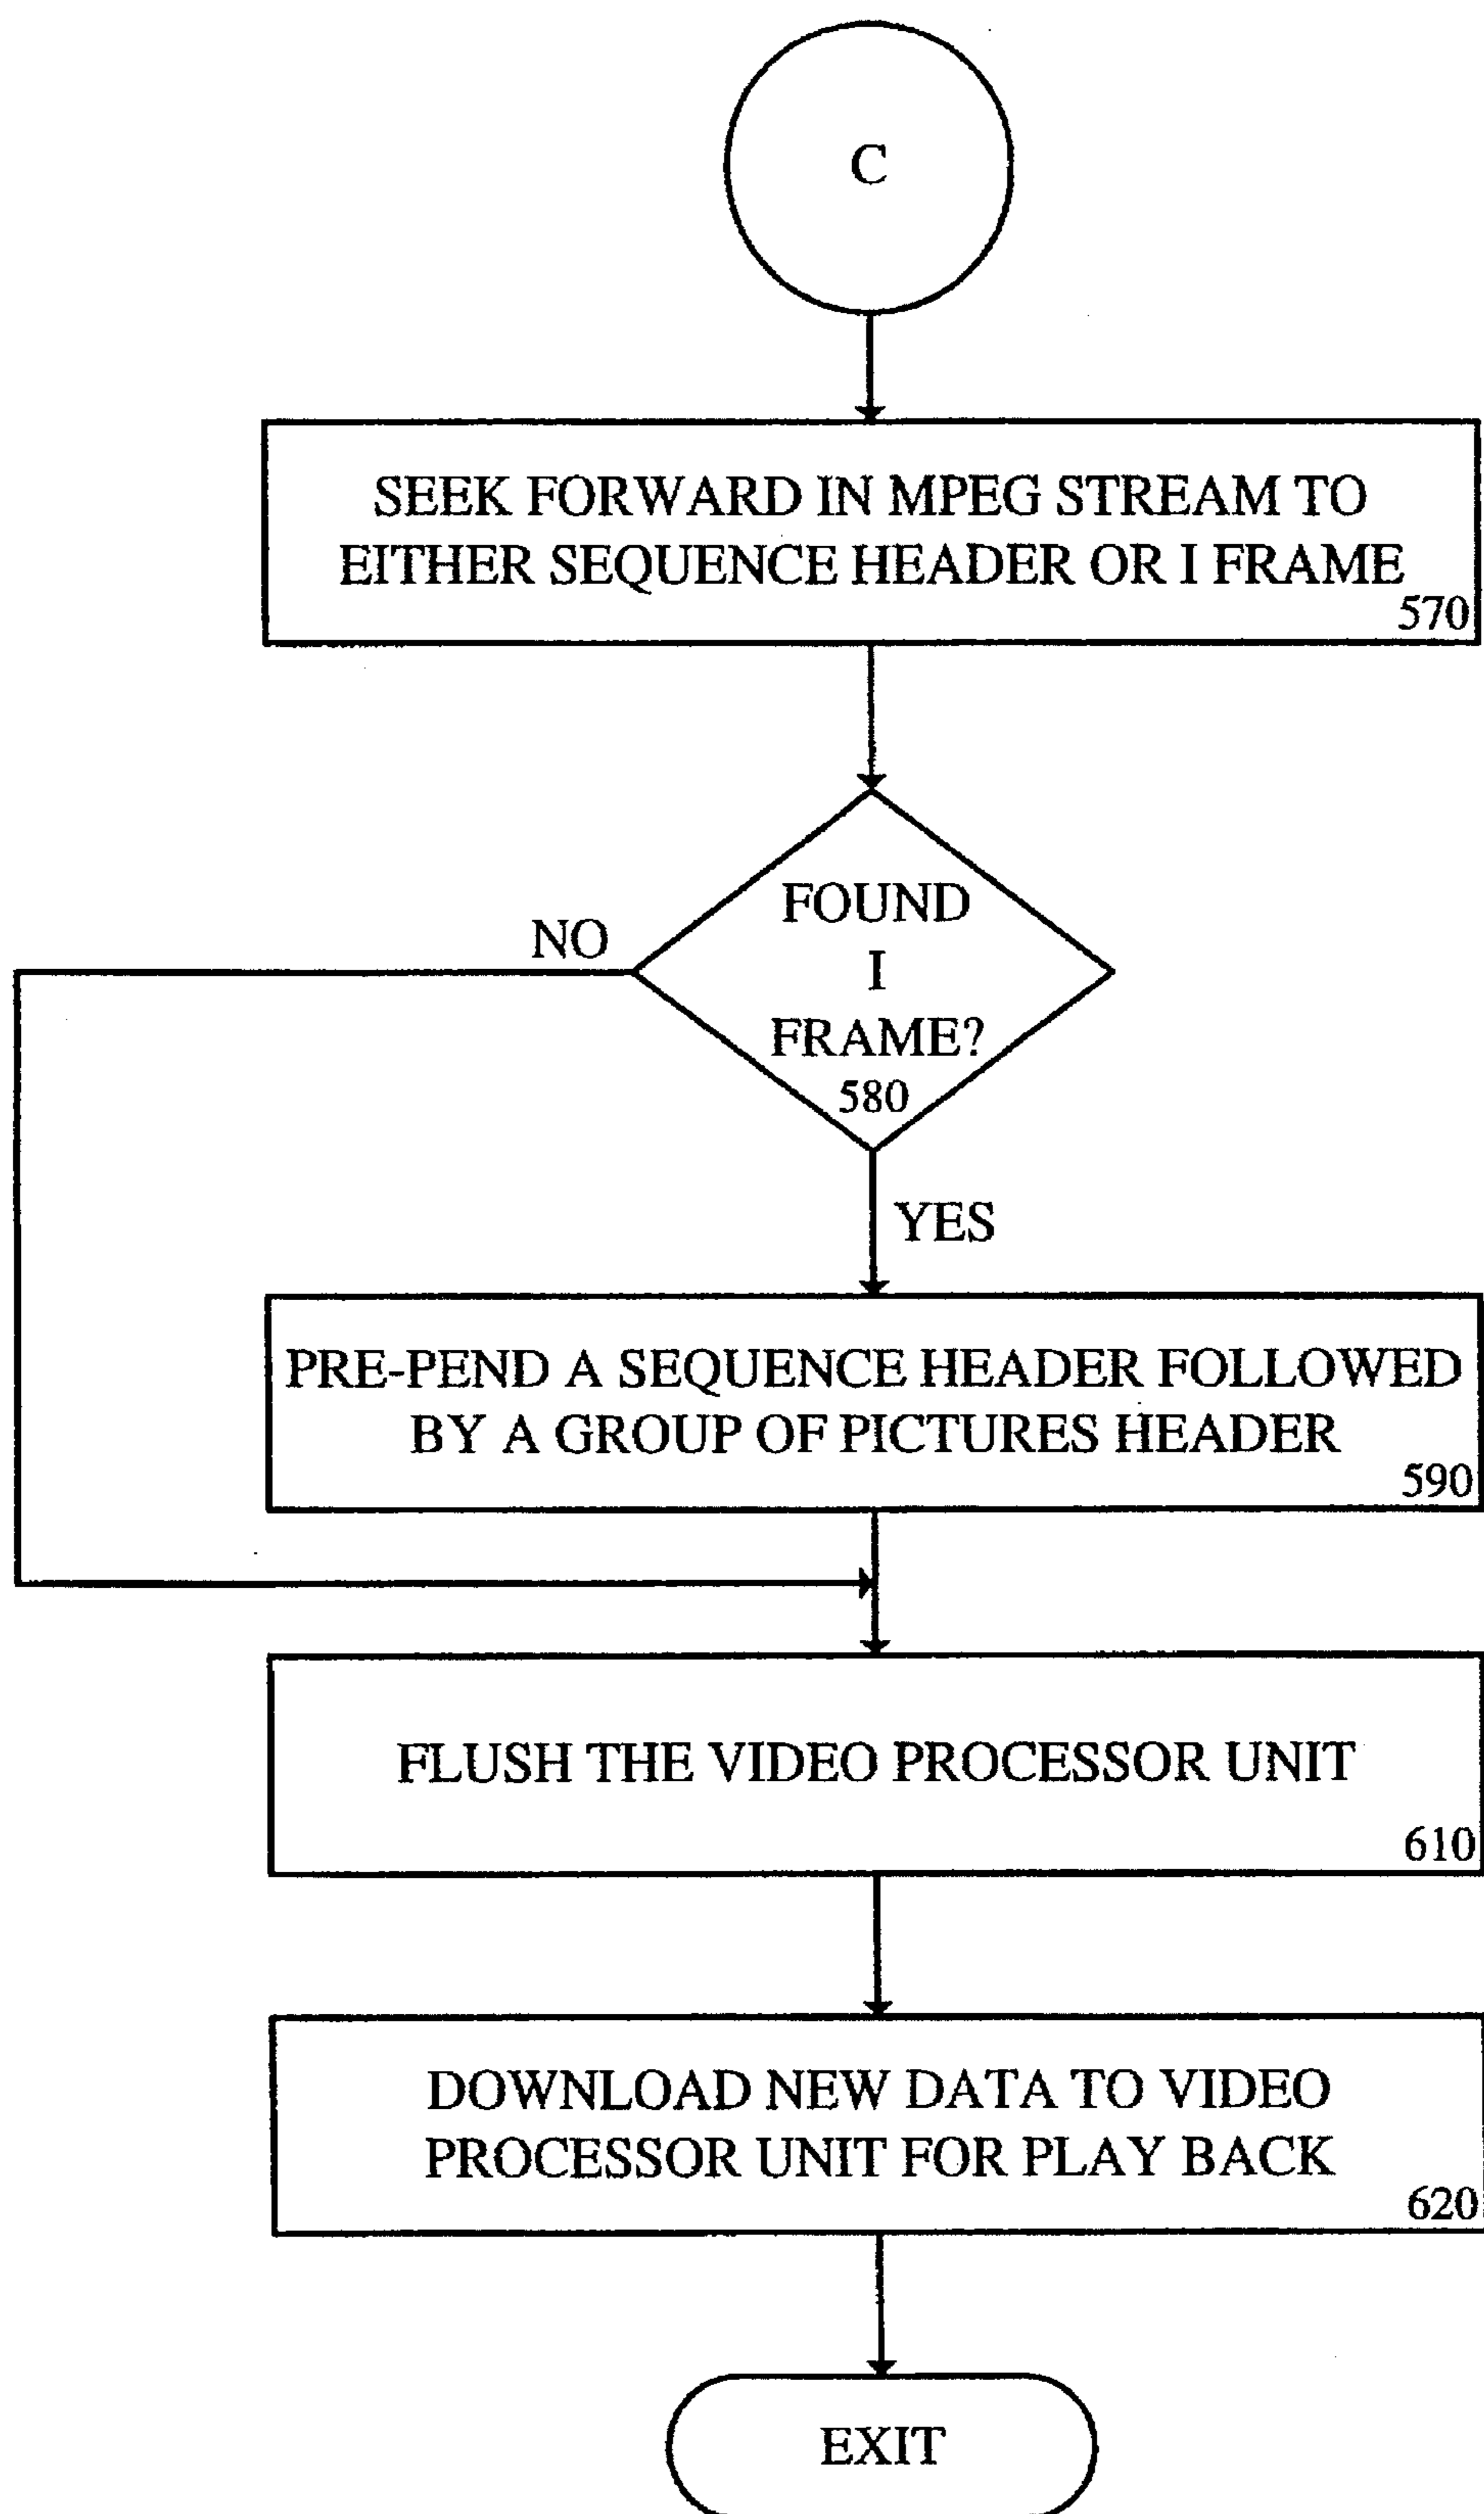 C
SEEK FORWARD IN MPEG STREAM TO
EITHER SEQUENCE HEADER OR I FRAME
570
FOUND
I
FRAME?
580
NO
YES
PRE-PEND A SEQUENCE HEADER FOLLOWED
BY A GROUP OF PICTURES HEADER
590
FLUSH THE VIDEO PROCESSOR UNIT
610
DOWNLOAD NEW DATA TO VIDEO
PROCESSOR UNIT FOR PLAY BACK
620
EXIT